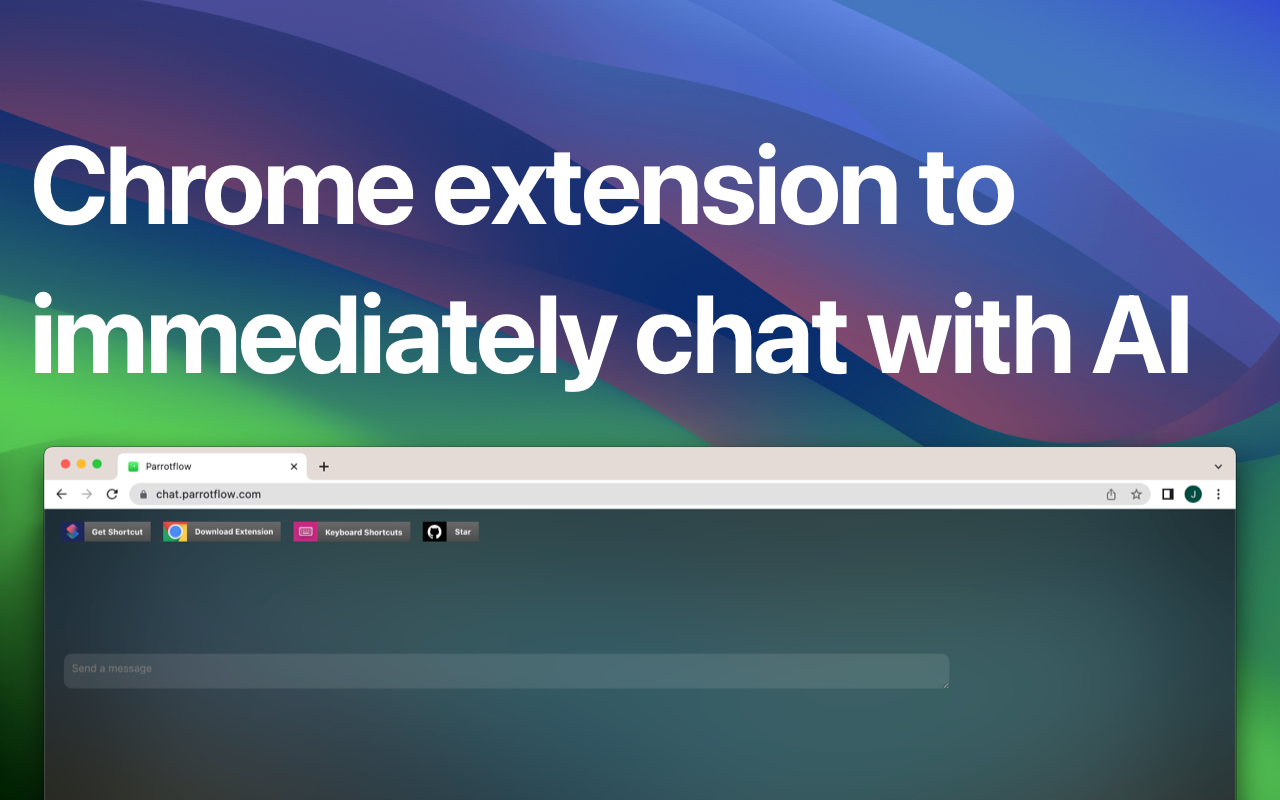 Chrome extension to
immediately chat with AI
Parrotflow
chat.parrotflow.com
J
Get Shortcut
Download Extension
Keyboard Shortcuts
Star
Send a message